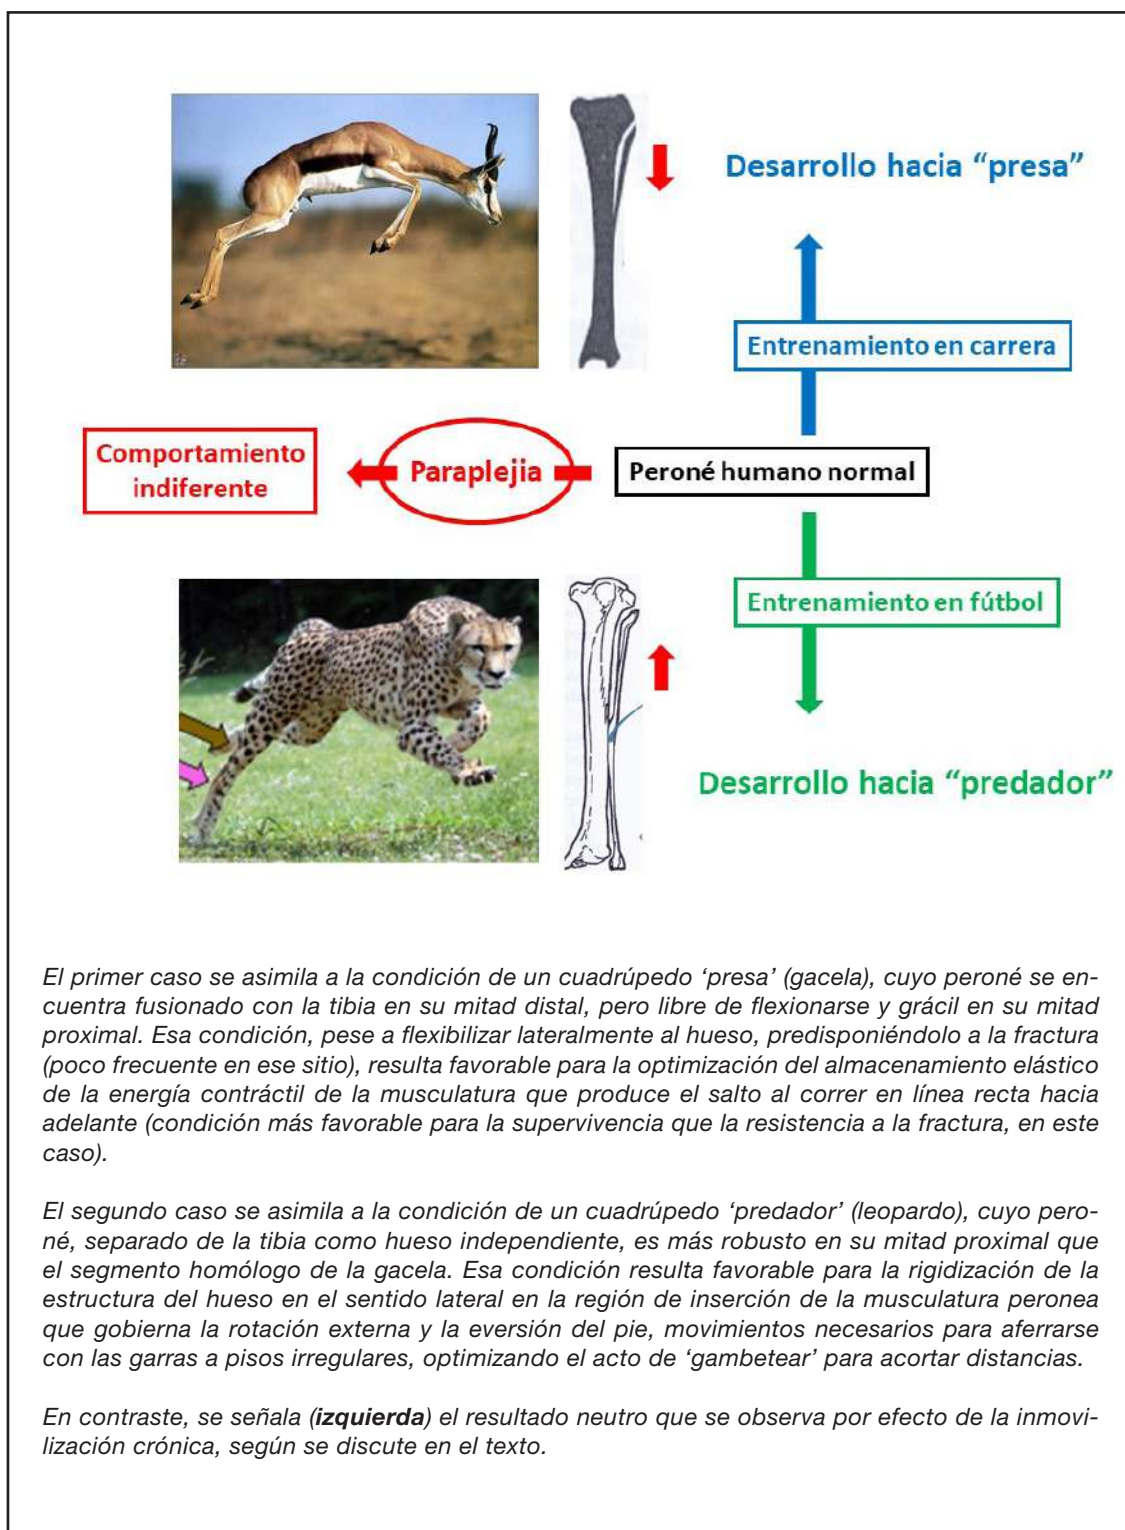 Desarrollo hacia “presa”
Entrenamiento en carrera
Comportamiento
indiferente
Paraplejia
Peroné humano normal
Entrenamiento en fútbol
Desarrollo hacia “predador”
El primer caso se asimila a la condición de un cuadrúpedo ‘presa’ (gacela), cuyo peroné se en-
cuentra fusionado con la tibia en su mitad distal, pero libre de flexionarse y grácil en su mitad
proximal. Esa condición, pese a flexibilizar lateralmente al hueso, predisponiéndolo a la fractura
(poco frecuente en ese sitio), resulta favorable para la optimización del almacenamiento elástico
de la energía contráctil de la musculatura que produce el salto al correr en línea recta hacia
adelante (condición más favorable para la supervivencia que la resistencia a la fractura, en este
caso).
El segundo caso se asimila a la condición de un cuadrúpedo ‘predador’ (leopardo), cuyo pero-
né, separado de la tibia como hueso independiente, es más robusto en su mitad proximal que
el segmento homólogo de la gacela. Esa condición resulta favorable para la rigidización de la
estructura del hueso en el sentido lateral en la región de inserción de la musculatura peronea
que gobierna la rotación externa y la eversión del pie, movimientos necesarios para aferrarse
con las garras a pisos irregulares, optimizando el acto de ‘gambetear’ para acortar distancias.
En contraste, se señala (izquierda) el resultado neutro que se observa por efecto de la inmovi-
lización crónica, según se discute en el texto.